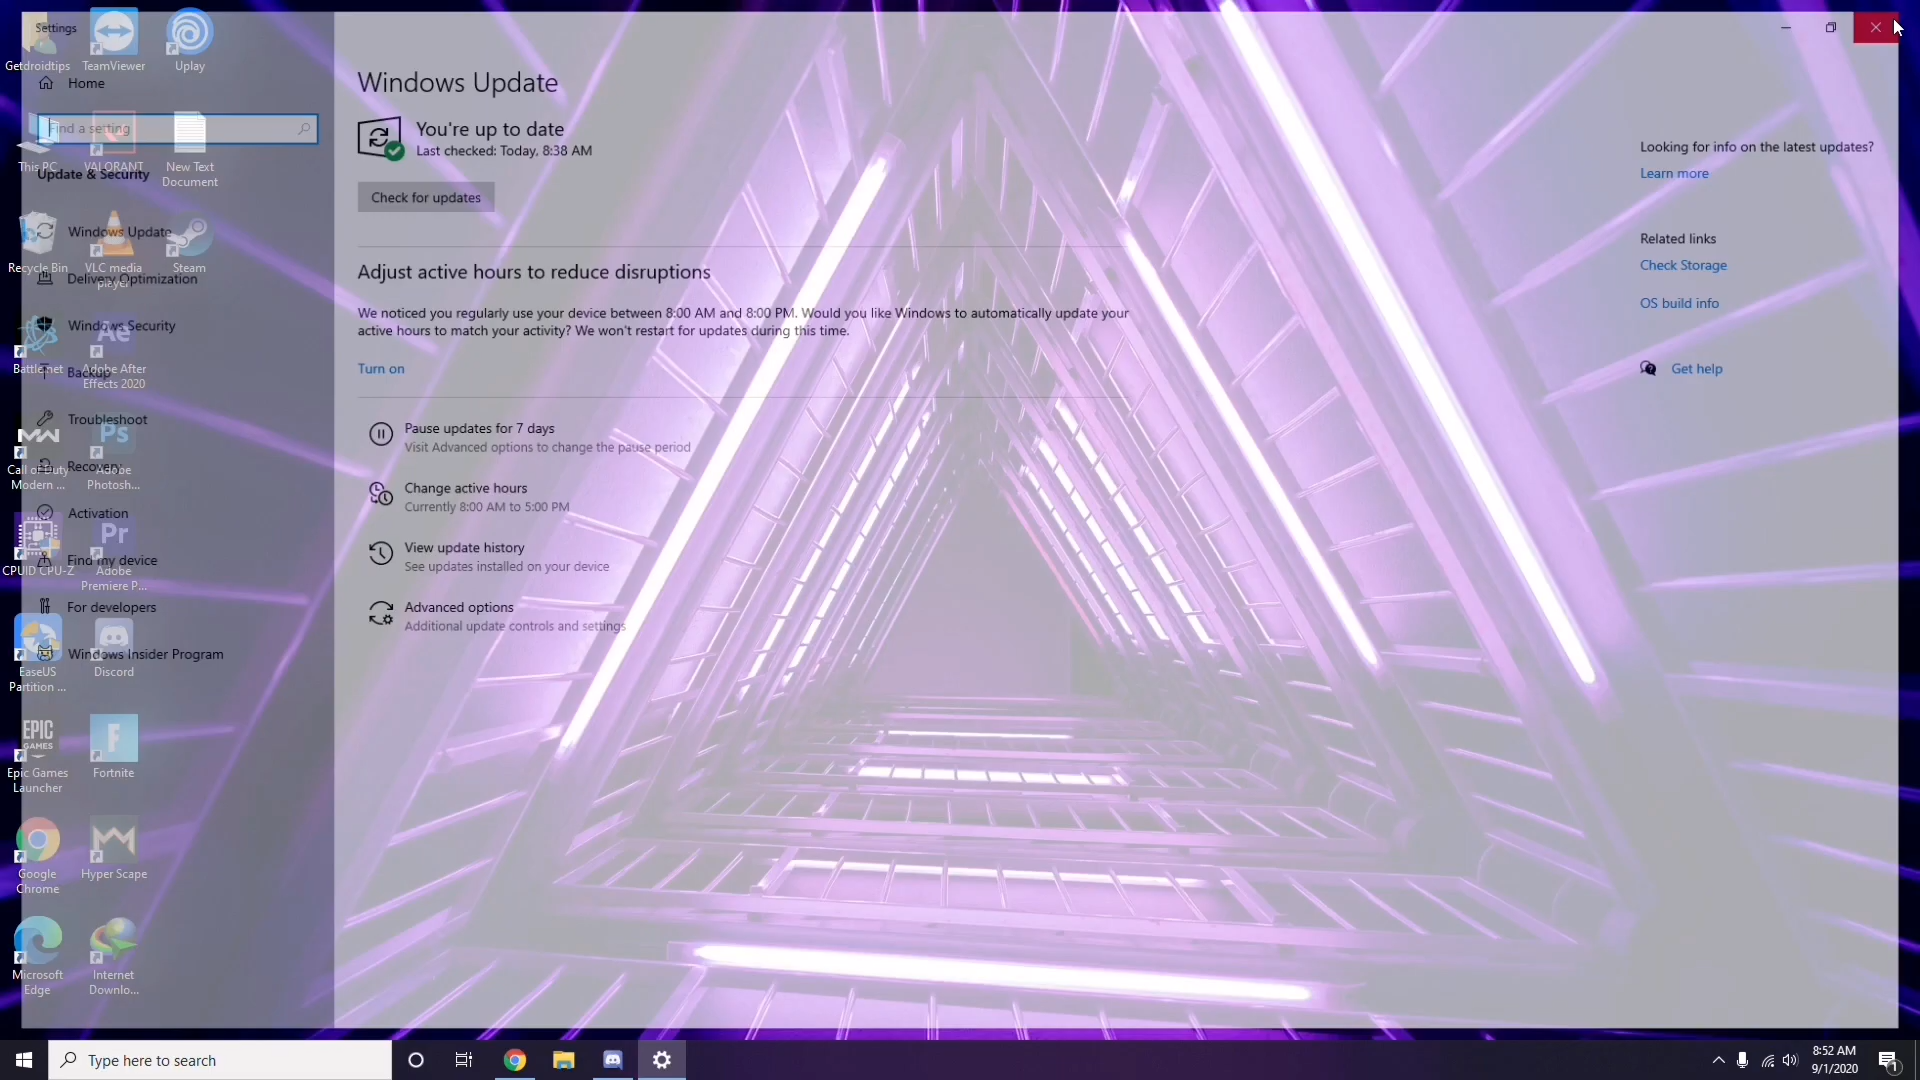 Settings
Home
Find a setting
Update & Security
Windows Update
Delivery Optimization
Windows Security
Backup
Troubleshoot
Recovery
Activation
Find my device
For developers
Windows Insider Program
Getdroidtips
TeamViewer
Uplay
This PC
VALORANT
New Text
Document
Recycle Bin
VLC media
player
Steam
Battle.net
Ae
Adobe After
Effects 2020
Call of Duty
Modern ...
Ps
Adobe
Photosh...
CPUID CPU-Z
Pr
Adobe
Premiere P...
EaseUS
Partition ...
Discord
EPIC
GAMES
Epic Games
Launcher
F
Fortnite
Google
Chrome
Hyper Scape
Microsoft
Edge
Internet
Downlo...
Windows Update
You're up to date
Last checked: Today, 8:38 AM
Check for updates
Adjust active hours to reduce disruptions
We noticed you regularly use your device between 8:00 AM and 8:00 PM. Would you like Windows to automatically update your
active hours to match your activity? We won't restart for updates during this time.
Turn on
Pause updates for 7 days
Visit Advanced options to change the pause period
Change active hours
Currently 8:00 AM to 5:00 PM
View update history
See updates installed on your device
Advanced options
Additional update controls and settings
Looking for info on the latest updates?
Learn more
Related links
Check Storage
OS build info
Get help
Type here to search
8:52 AM
9/1/2020
1